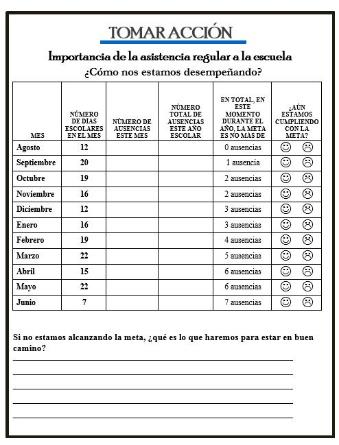 TOMAR ACCIÓN
Importancia de la asistencia regular a la escuela
¿Cómo nos estamos desempeñando?
MES | NÚMERO DE DIAS ESCOLARES EN EL MES | NÚMERO DE AUSENCIAS ESTE MES | NÚMERO TOTAL DE AUSENCIAS ESTE AÑO ESCOLAR | EN TOTAL, EN ESTE MOMENTO DURANTE EL AÑO, LA META ES NO MAS DE | ¿AÚN ESTAMOS CUMPLIENDO CON LA META?
Agosto 12 0 ausencias
Septiembre 20 1 ausencia
Octubre 19 2 ausencias
Noviembre 16 2 ausencias
Diciembre 12 3 ausencias
Enero 16 3 ausencias
Febrero 19 4 ausencias
Marzo 22 5 ausencias
Abril 15 6 ausencias
Mayo 22 6 ausencias
Junio 7 7 ausencias
Si no estamos alcanzando la meta, ¿qué es lo que haremos para estar en buen
camino?